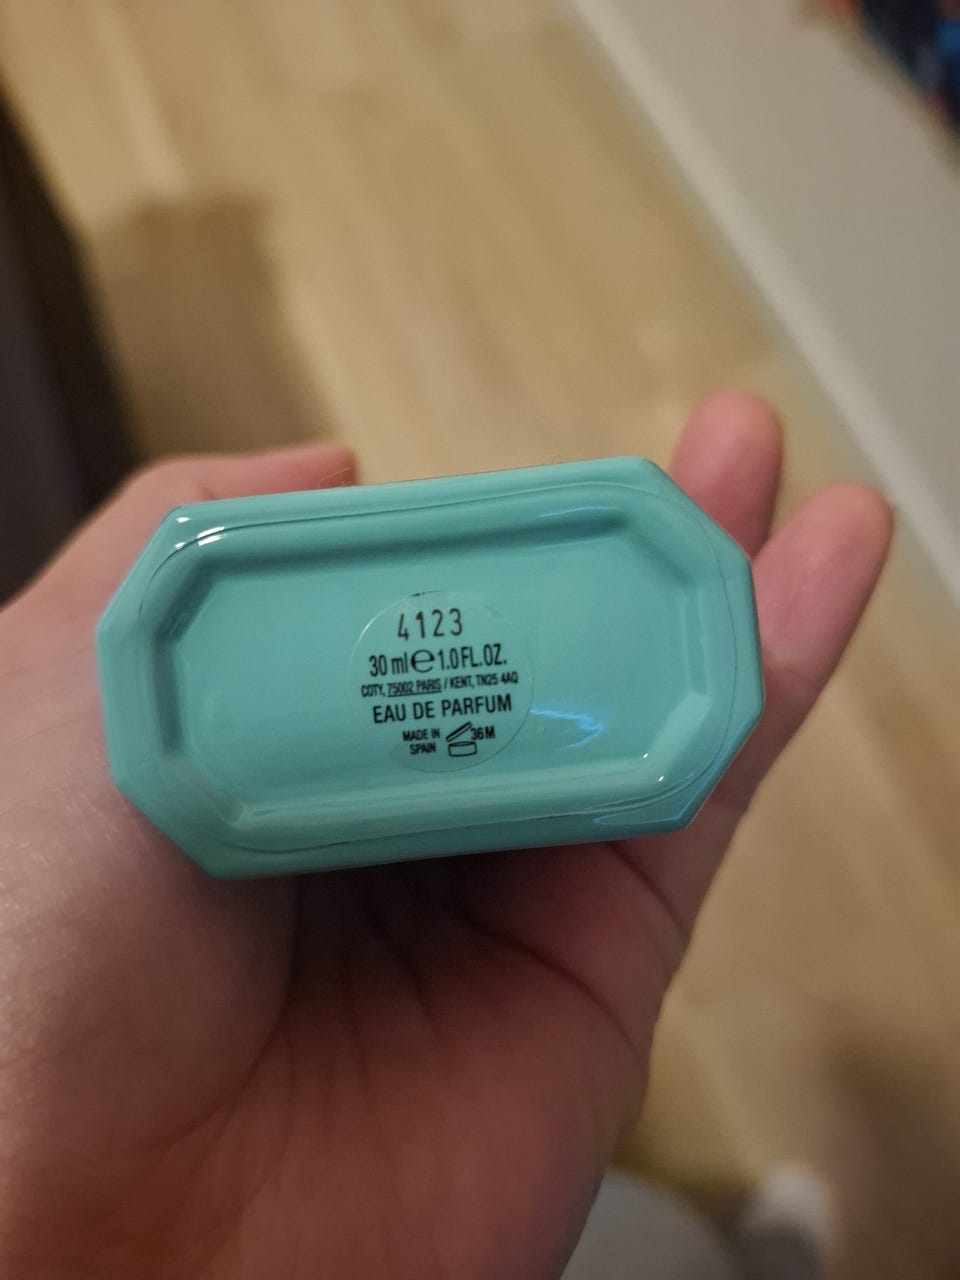 4123
30 ml ℮ 1.0 FL.OZ.
COTY, 75002 PARIS / KENT, TN25 4AQ
EAU DE PARFUM
MADE IN 36M
SPAIN